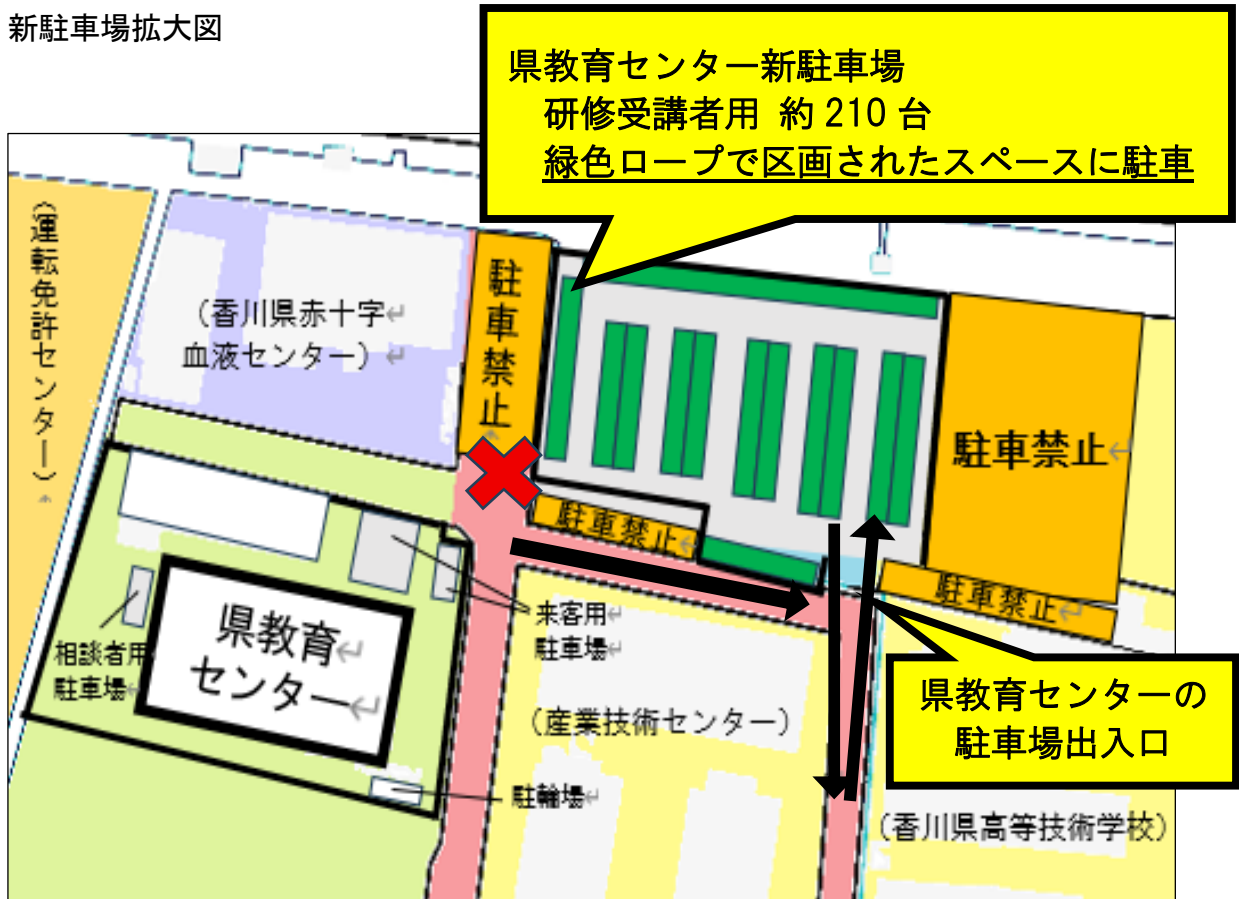 新駐車場拡大図
県教育センター新駐車場
研修受講者用 約210台
緑色ロープで区画されたスペースに駐車
（運転免許センター）
（香川県赤十字
血液センター）
駐車禁止
駐車禁止
駐車禁止
駐車禁止
県教育
センター
相談者用
駐車場
来客用
駐車場
（産業技術センター）
県教育センターの
駐車場出入口
駐輪場
（香川県高等技術学校）